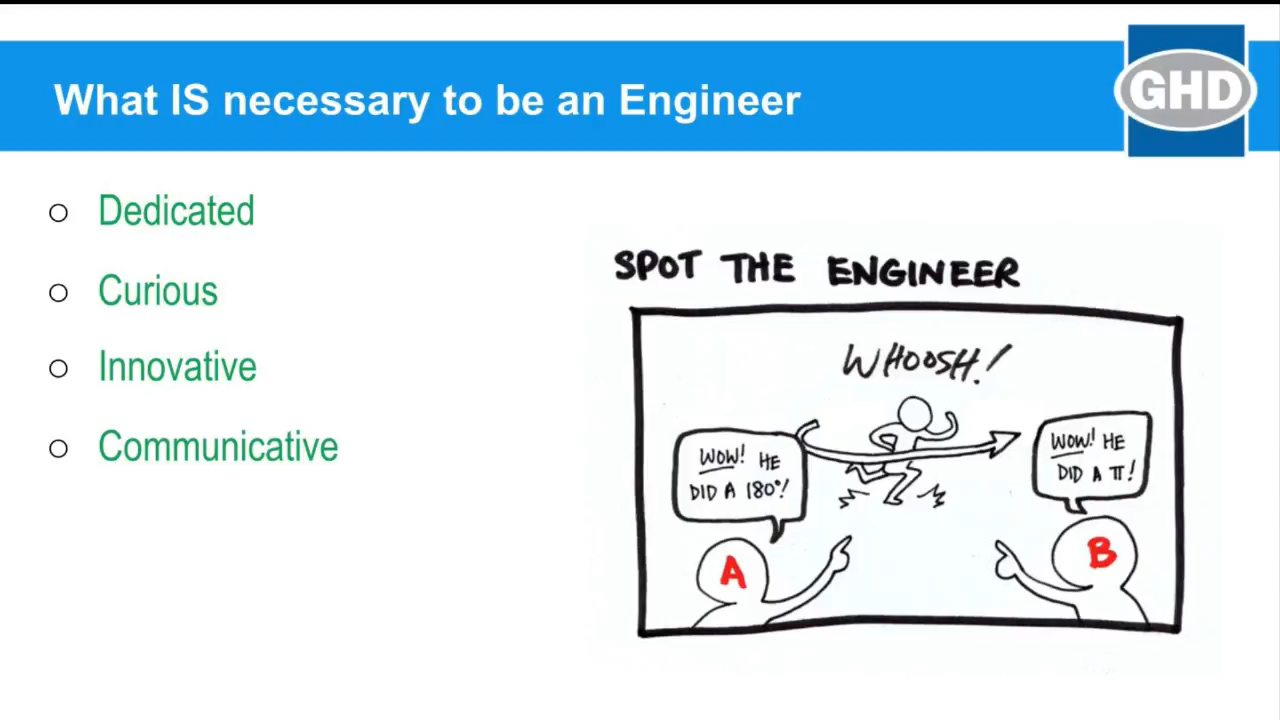 What IS necessary to be an Engineer
GHD
Dedicated
Curious
Innovative
Communicative
SPOT THE ENGINEER
WHOOSH!
WOW! HE
DID A 180°!
WOW! HE
DID A π!
A
B